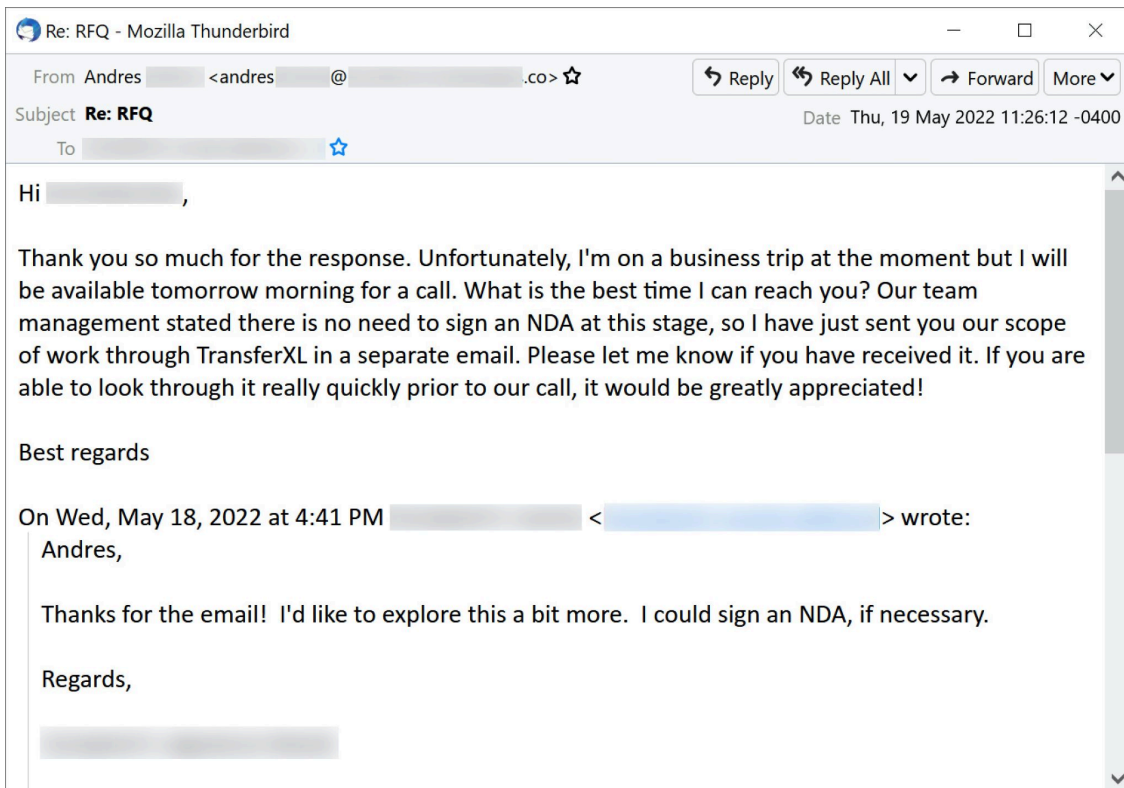 Re: RFQ - Mozilla Thunderbird
From Andres <andres @ .co>
Reply
Reply All
Forward
More
Subject Re: RFQ
Date Thu, 19 May 2022 11:26:12 -0400
To
Hi ,
Thank you so much for the response. Unfortunately, I'm on a business trip at the moment but I will
be available tomorrow morning for a call. What is the best time I can reach you? Our team
management stated there is no need to sign an NDA at this stage, so I have just sent you our scope
of work through TransferXL in a separate email. Please let me know if you have received it. If you are
able to look through it really quickly prior to our call, it would be greatly appreciated!
Best regards
On Wed, May 18, 2022 at 4:41 PM < > wrote:
Andres,
Thanks for the email!  I'd like to explore this a bit more.  I could sign an NDA, if necessary.
Regards,